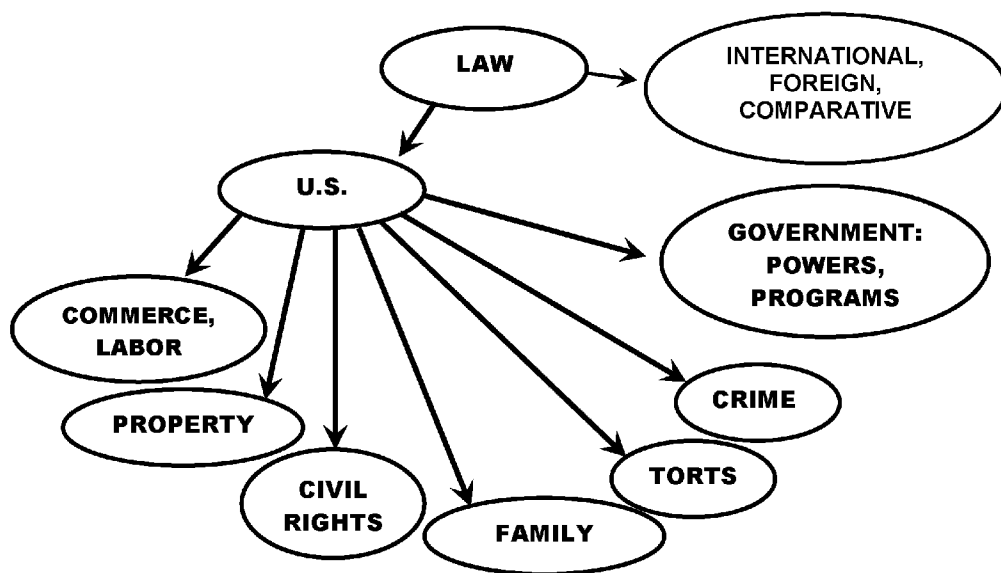 LAW
INTERNATIONAL,
FOREIGN,
COMPARATIVE
U.S.
GOVERNMENT:
POWERS,
PROGRAMS
COMMERCE,
LABOR
PROPERTY
CIVIL
RIGHTS
FAMILY
TORTS
CRIME